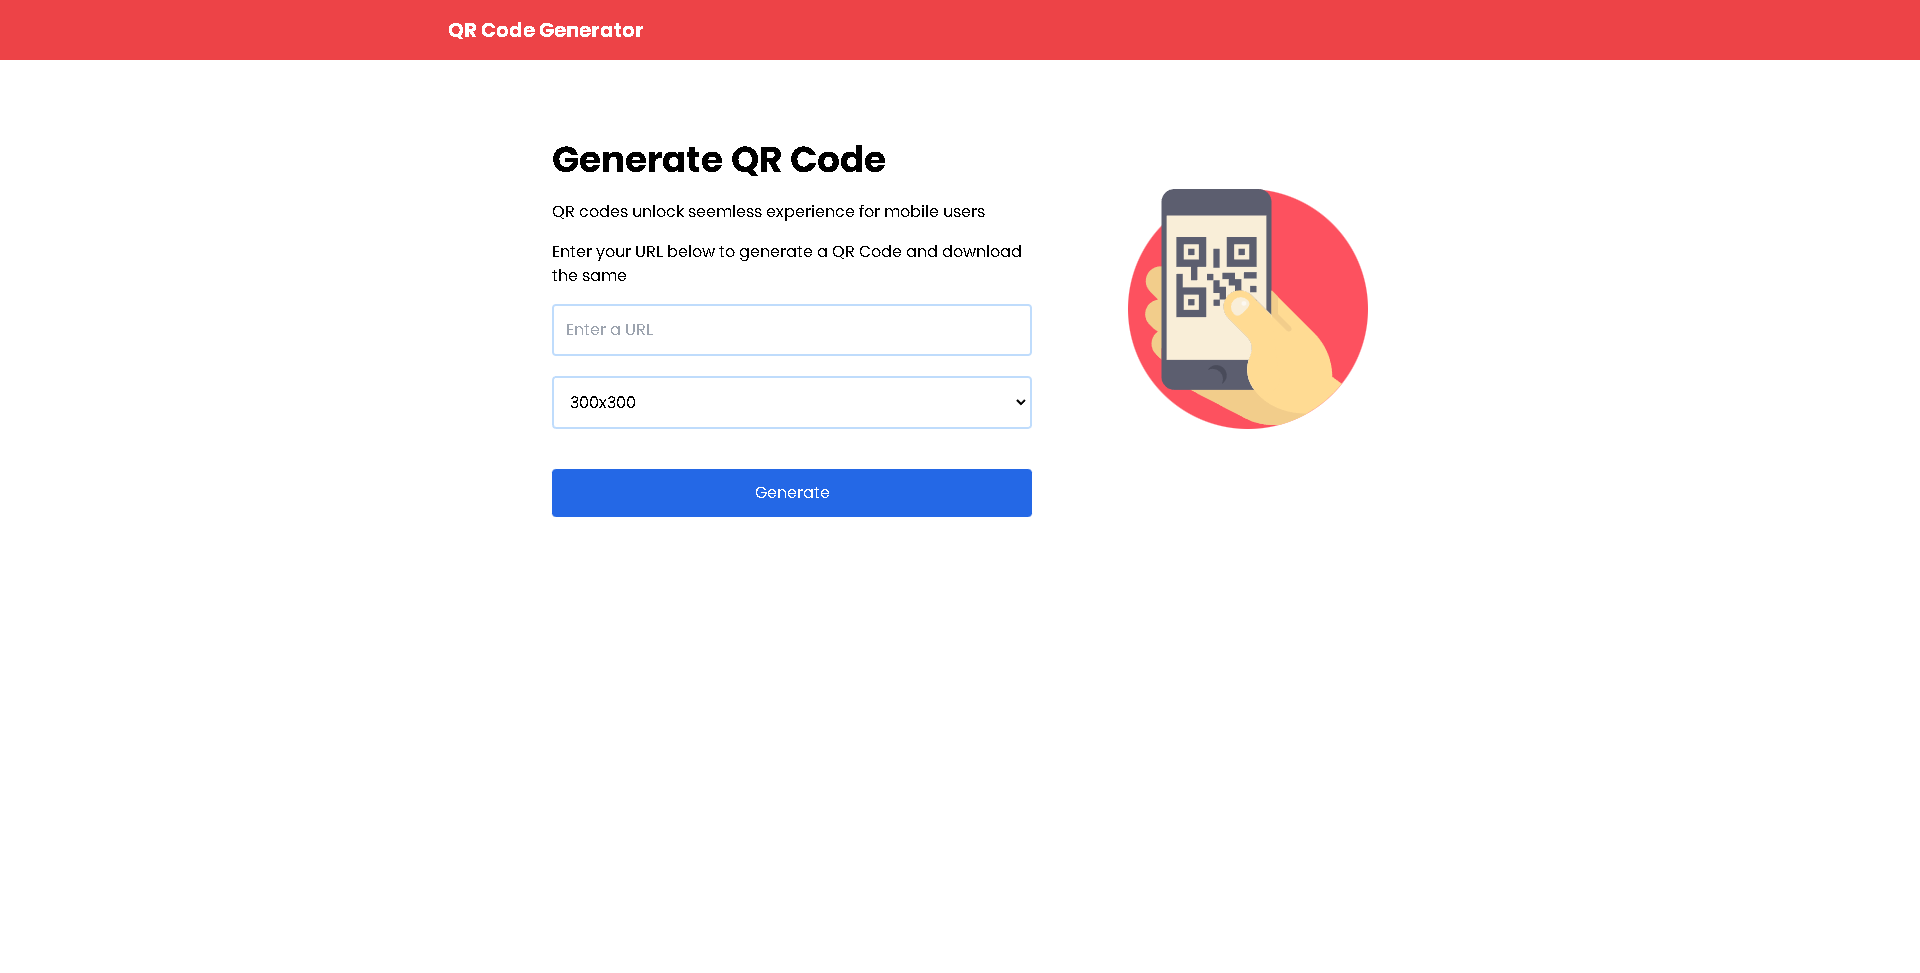 QR Code Generator
Generate QR Code
QR codes unlock seemless experience for mobile users
Enter your URL below to generate a QR Code and download
the same
Enter a URL
300x300
Generate